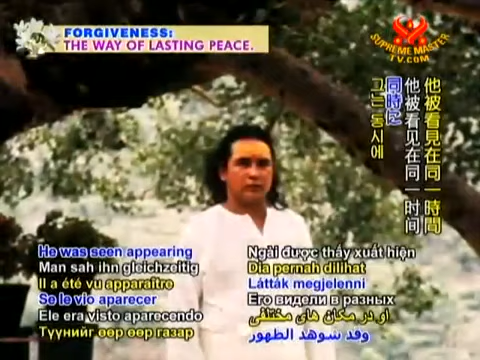 FORGIVENESS:
THE WAY OF LASTING PEACE.
SUPREME MASTER
TV.COM
他被看見在同一時間
他被看见在同一时间
同時に
그는 동시에
He was seen appearing
Man sah ihn gleichzeitig
Il a été vu apparaître
Se le vio aparecer
Ele era visto aparecendo
Түүнийг өөр өөр газар
Ngài được thấy xuất hiện
Dia pernah dilihat
Látták megjelenni
Его видели в разных
او در مکان های مختلفی
وقد شوهد الظهور